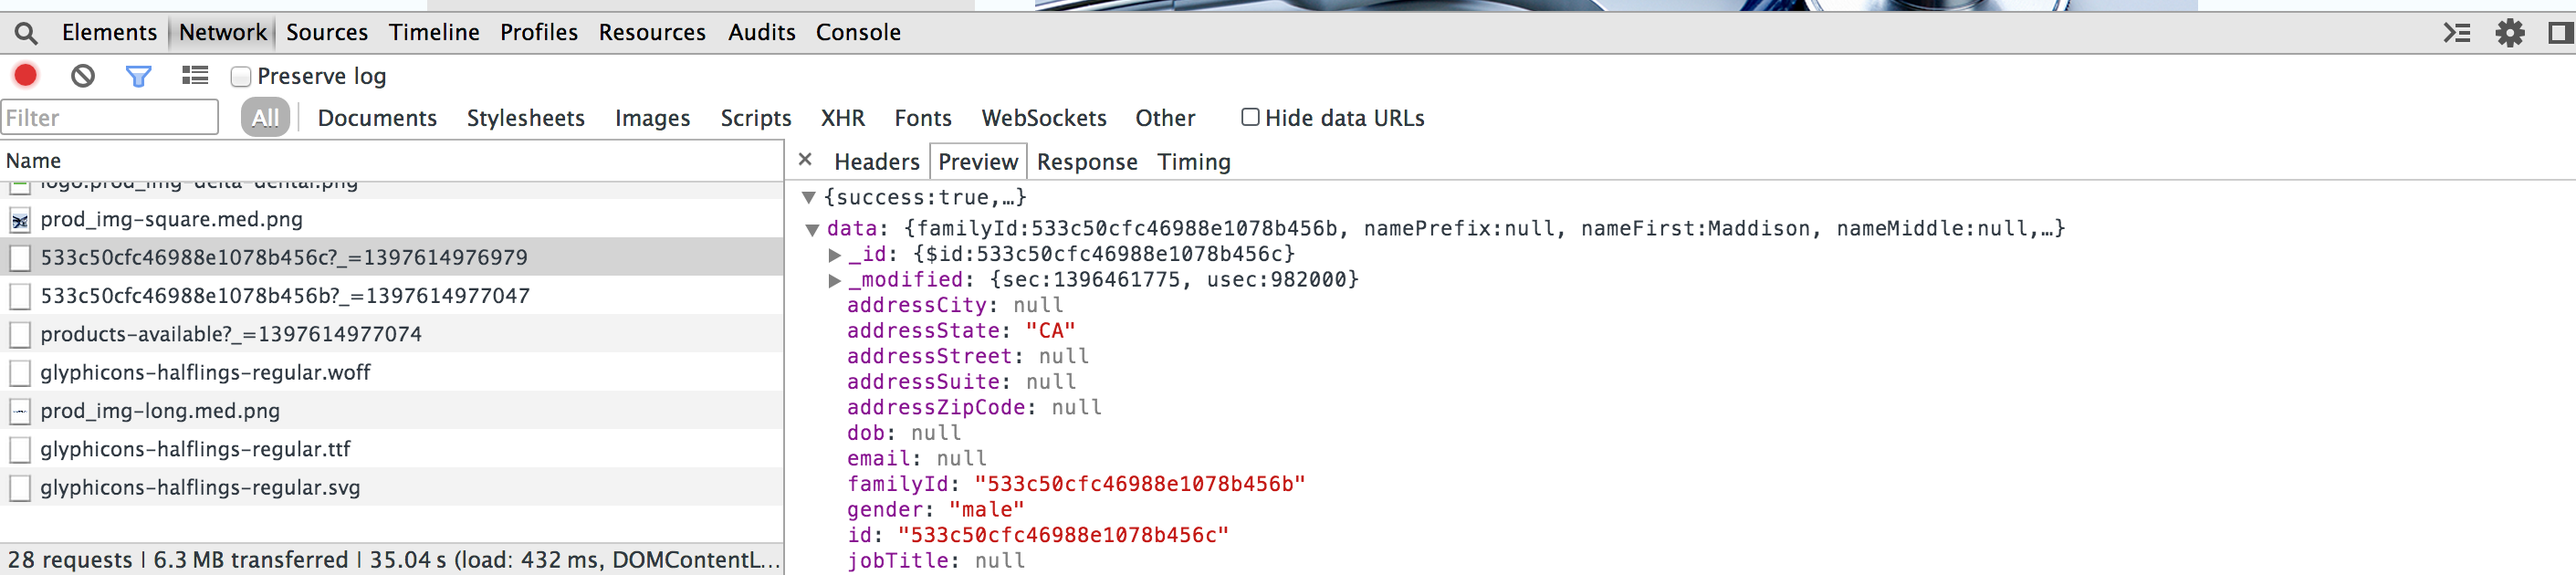 Elements Network Sources Timeline Profiles Resources Audits Console
Preserve log
Filter All Documents Stylesheets Images Scripts XHR Fonts WebSockets Other Hide data URLs
Name
logo.prod_img-delta-dental.png
prod_img-square.med.png
533c50cfc46988e1078b456c?_=1397614976979
533c50cfc46988e1078b456b?_=1397614977047
products-available?_=1397614977074
glyphicons-halflings-regular.woff
prod_img-long.med.png
glyphicons-halflings-regular.ttf
glyphicons-halflings-regular.svg
28 requests | 6.3 MB transferred | 35.04 s (load: 432 ms, DOMContentL...
× Headers Preview Response Timing
▼{success:true,…}
▼data: {familyId:533c50cfc46988e1078b456b, namePrefix:null, nameFirst:Maddison, nameMiddle:null,…}
▶_id: {$id:533c50cfc46988e1078b456c}
▶_modified: {sec:1396461775, usec:982000}
addressCity: null
addressState: "CA"
addressStreet: null
addressSuite: null
addressZipCode: null
dob: null
email: null
familyId: "533c50cfc46988e1078b456b"
gender: "male"
id: "533c50cfc46988e1078b456c"
jobTitle: null